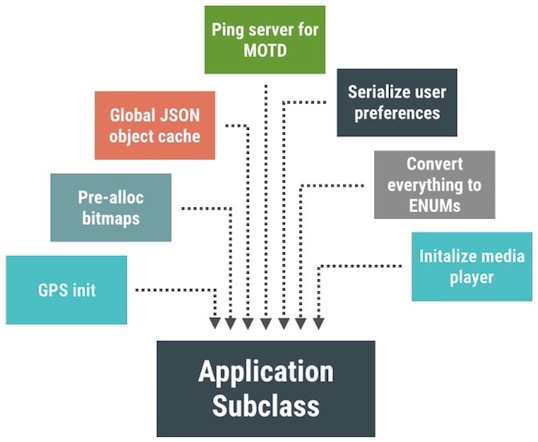 Ping server for
MOTD
Serialize user
preferences
Global JSON
object cache
Convert
everything to
ENUMs
Pre-alloc
bitmaps
Initalize media
player
GPS init
Application
Subclass